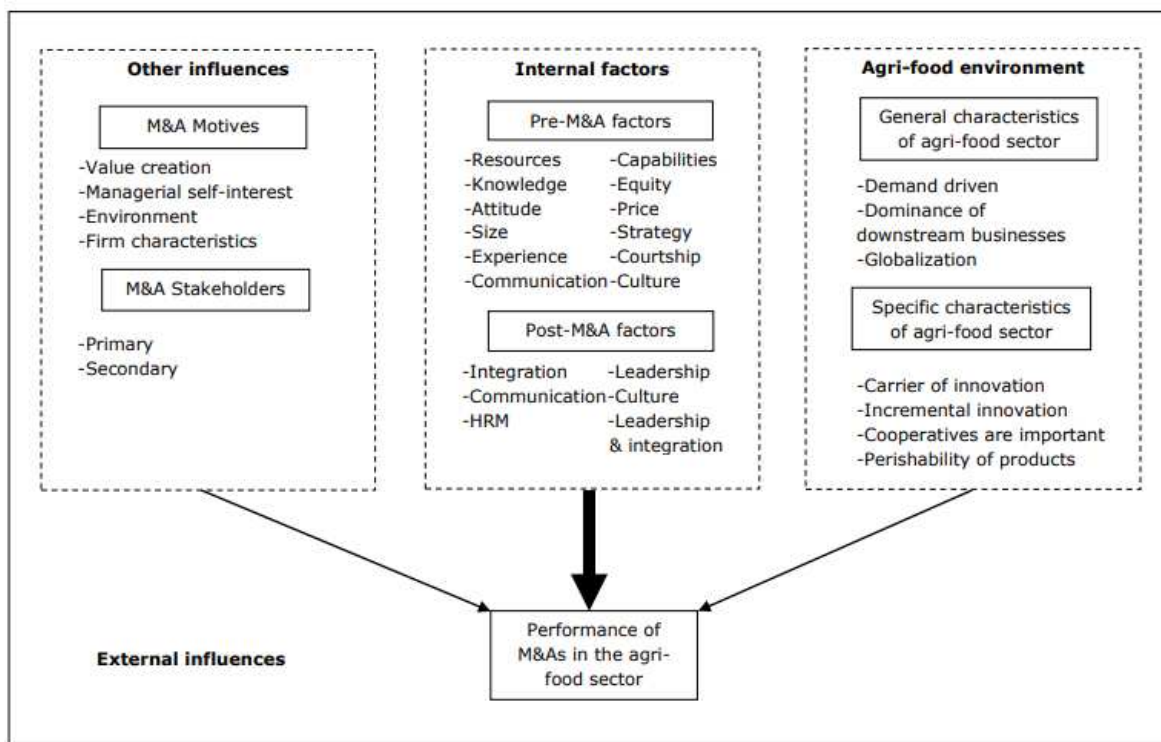 Other influences
M&A Motives
-Value creation
-Managerial self-interest
-Environment
-Firm characteristics
M&A Stakeholders
-Primary
-Secondary
Internal factors
Pre-M&A factors
-Resources -Capabilities
-Knowledge -Equity
-Attitude -Price
-Size -Strategy
-Experience -Courtship
-Communication -Culture
Post-M&A factors
-Integration -Leadership
-Communication -Culture
-HRM -Leadership
& integration
Agri-food environment
General characteristics
of agri-food sector
-Demand driven
-Dominance of
downstream businesses
-Globalization
Specific characteristics
of agri-food sector
-Carrier of innovation
-Incremental innovation
-Cooperatives are important
-Perishability of products
Performance of
M&As in the agri-
food sector
External influences